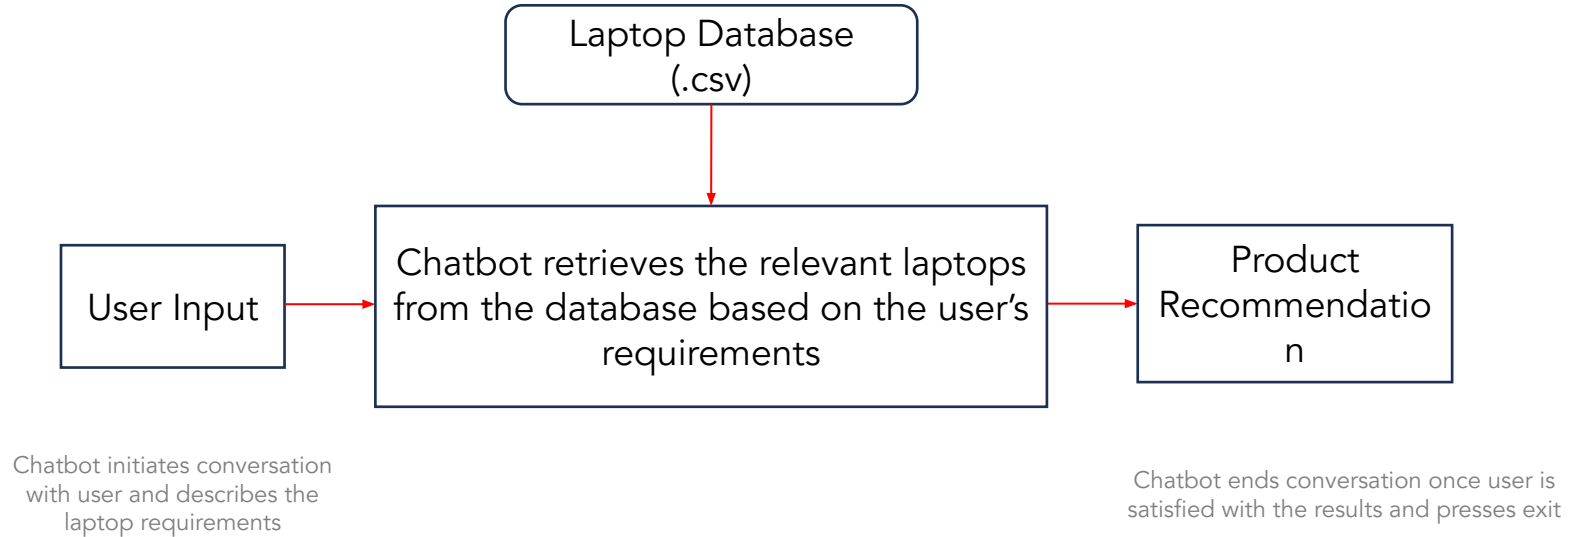 Laptop Database
(.csv)
User Input
Chatbot retrieves the relevant laptops
from the database based on the user’s
requirements
Product
Recommendatio
n
Chatbot initiates conversation
with user and describes the
laptop requirements
Chatbot ends conversation once user is
satisfied with the results and presses exit